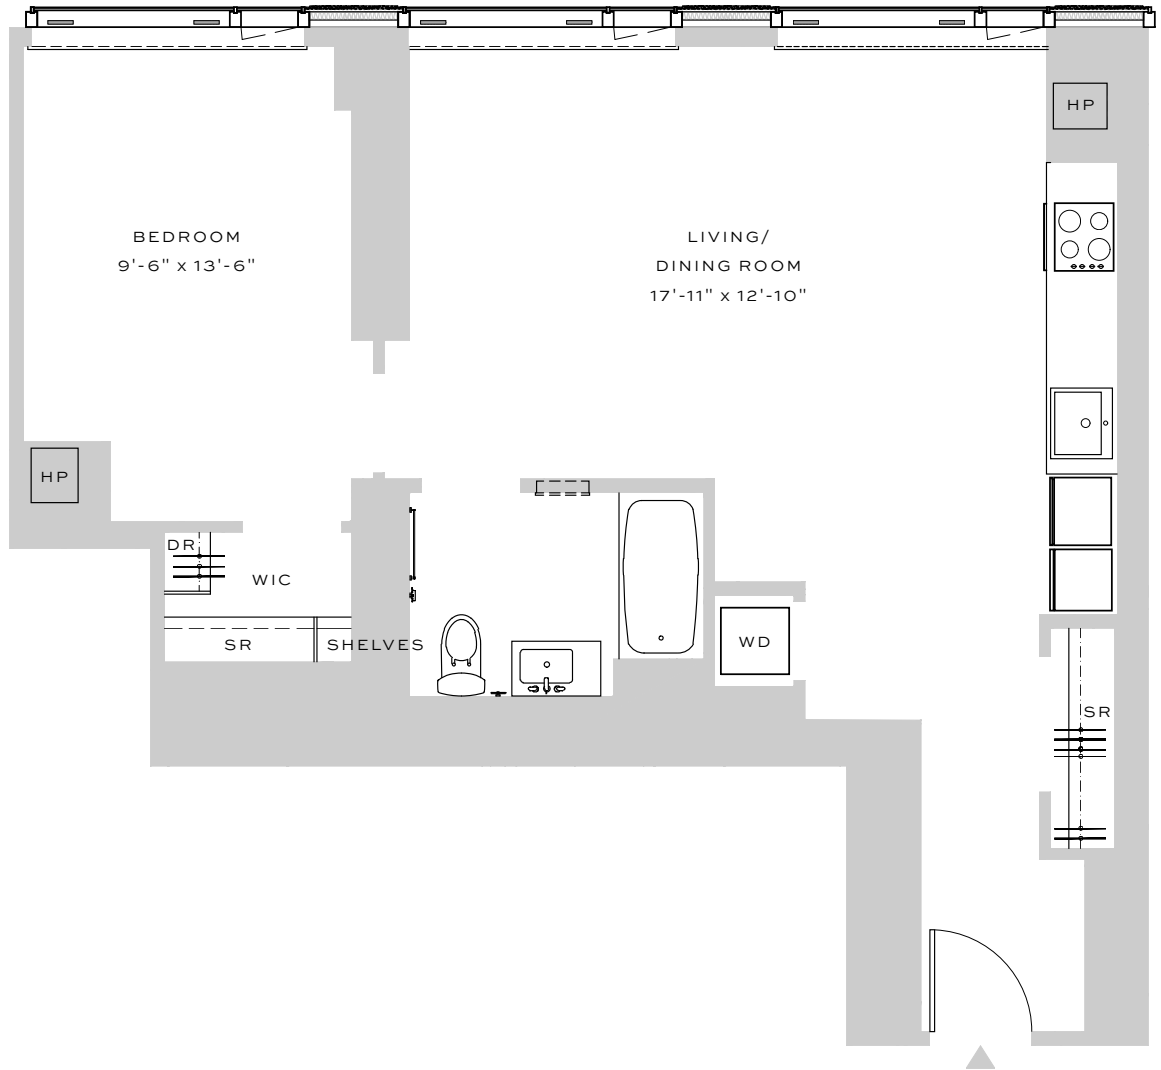 HP
BEDROOM
9'-6" x 13'-6"
LIVING/
DINING ROOM
17'-11" x 12'-10"
HP
DR
WIC
SR
SHELVES
WD
SR